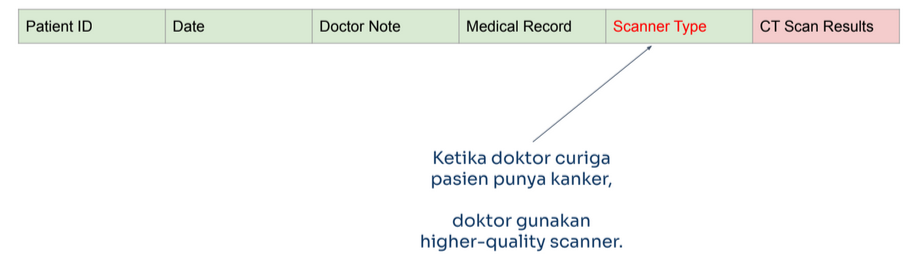 Patient ID Date Doctor Note Medical Record Scanner Type CT Scan Results
Ketika doktor curiga
pasien punya kanker,
doktor gunakan
higher-quality scanner.